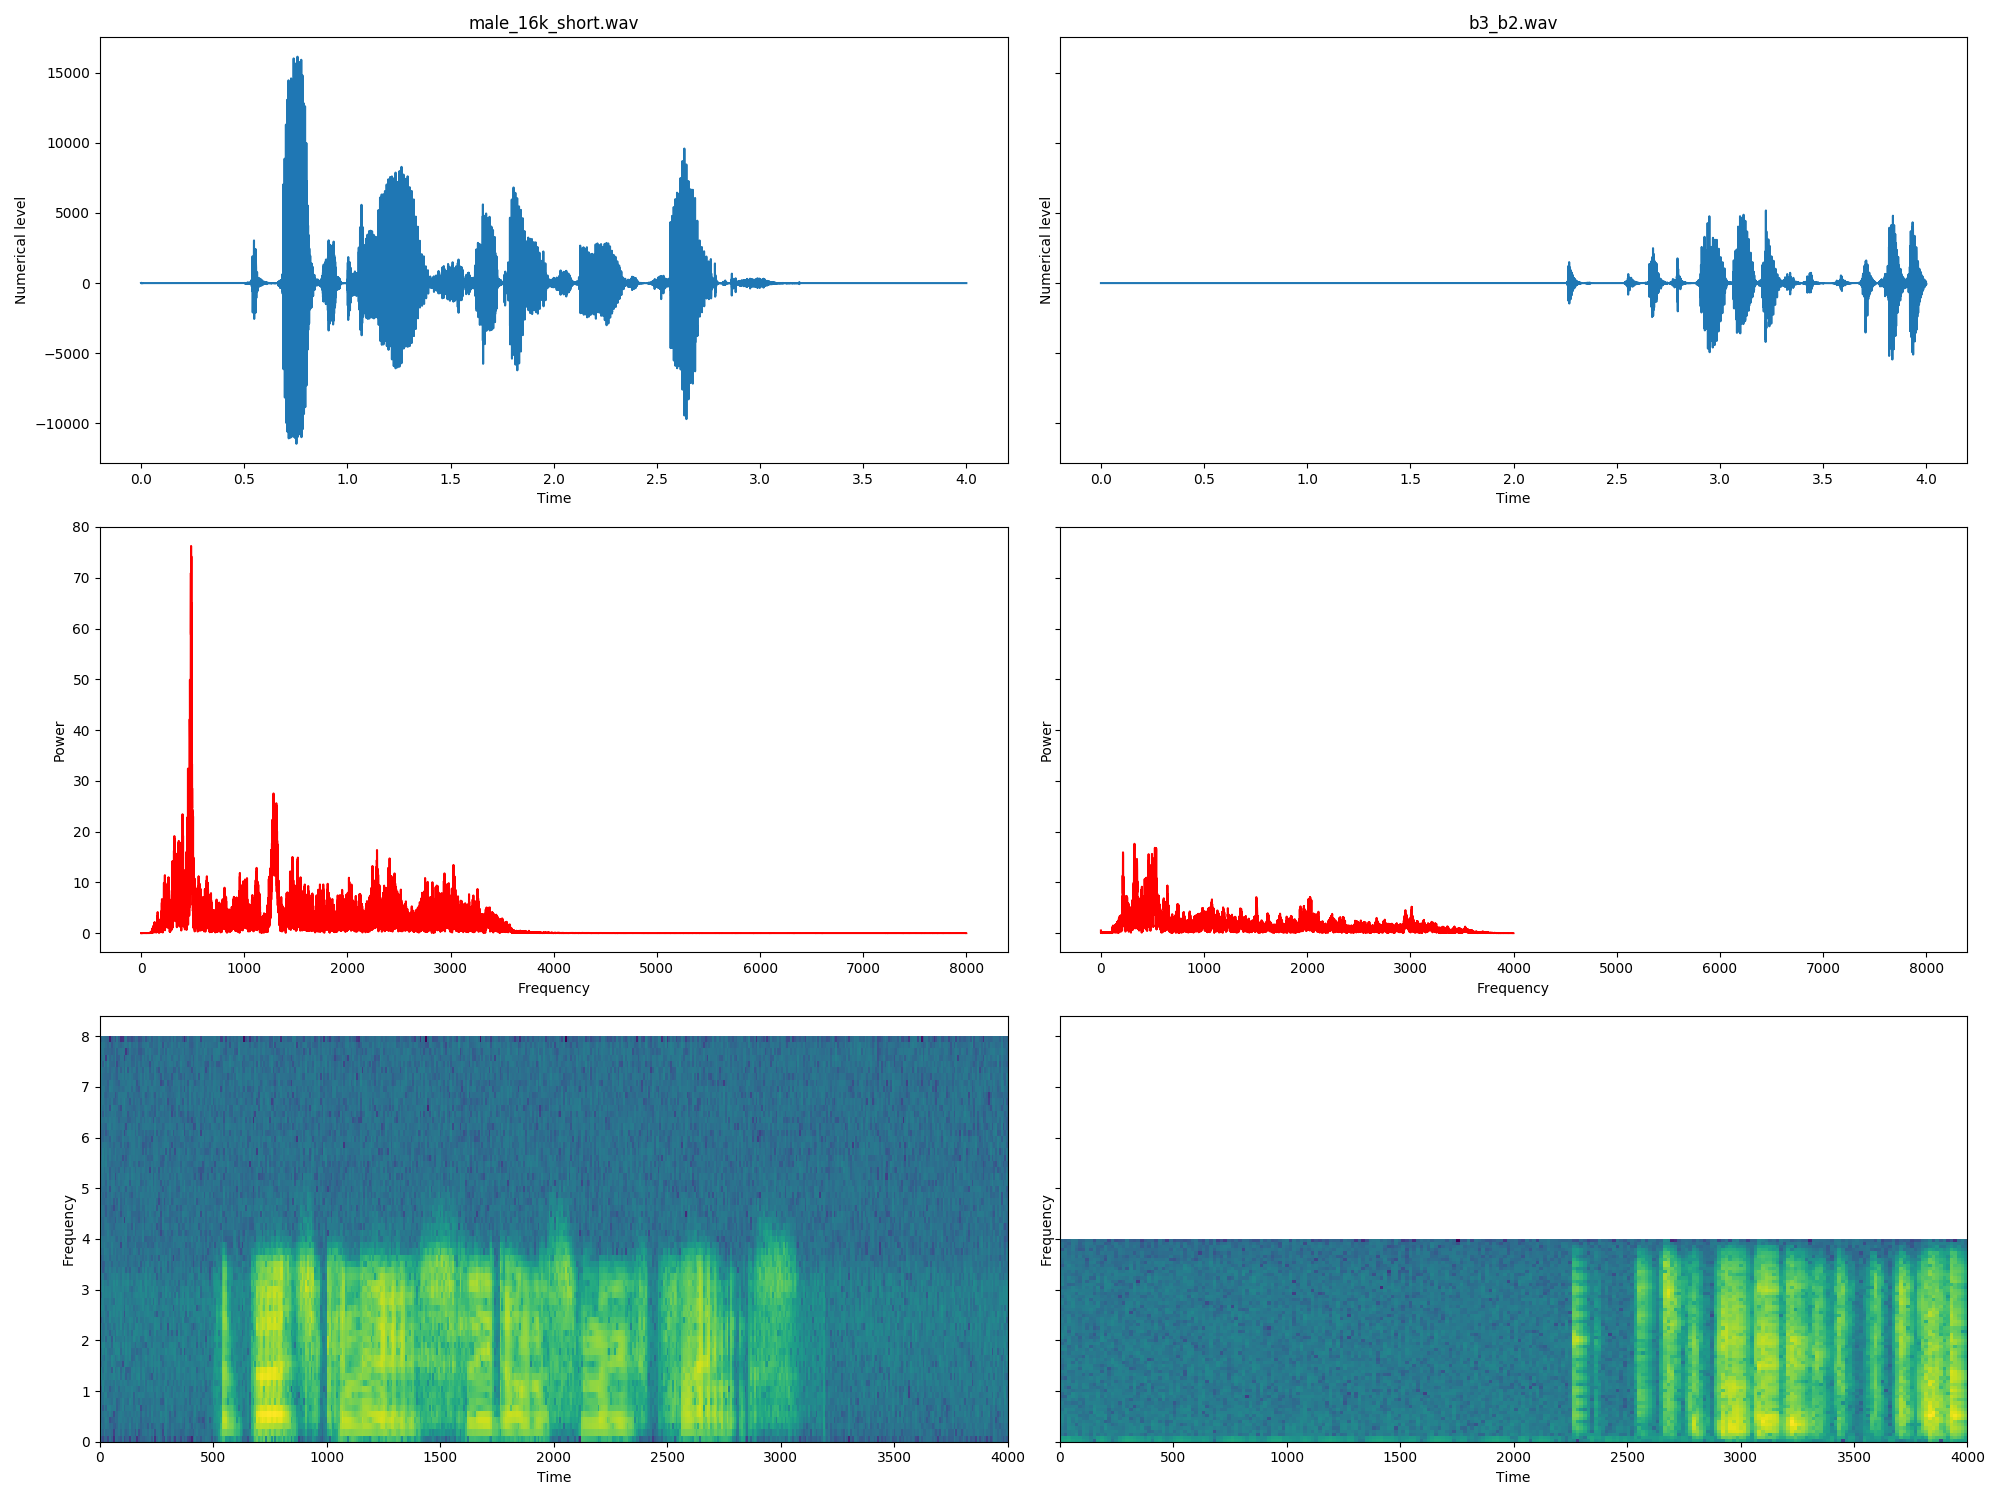 male_16k_short.wav
b3_b2.wav
15000
10000
5000
0
−5000
−10000
Numerical level
Numerical level
0.0 0.5 1.0 1.5 2.0 2.5 3.0 3.5 4.0
0.0 0.5 1.0 1.5 2.0 2.5 3.0 3.5 4.0
Time
Time
80
70
60
50
40
30
20
10
0
Power
Power
0 1000 2000 3000 4000 5000 6000 7000 8000
0 1000 2000 3000 4000 5000 6000 7000 8000
Frequency
Frequency
8
7
6
5
4
3
2
1
0
Frequency
Frequency
0 500 1000 1500 2000 2500 3000 3500 4000
0 500 1000 1500 2000 2500 3000 3500 4000
Time
Time